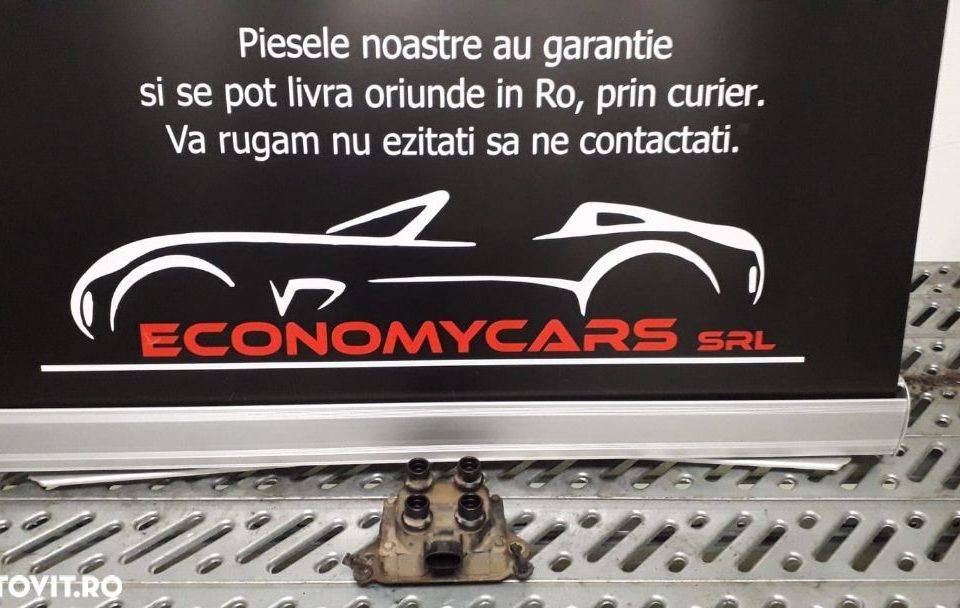 Piesele noastre au garantie
si se pot livra oriunde in Ro, prin curier.
Va rugam nu ezitati sa ne contactati.
ECONOMYCARS SRL
TOVIT.RO